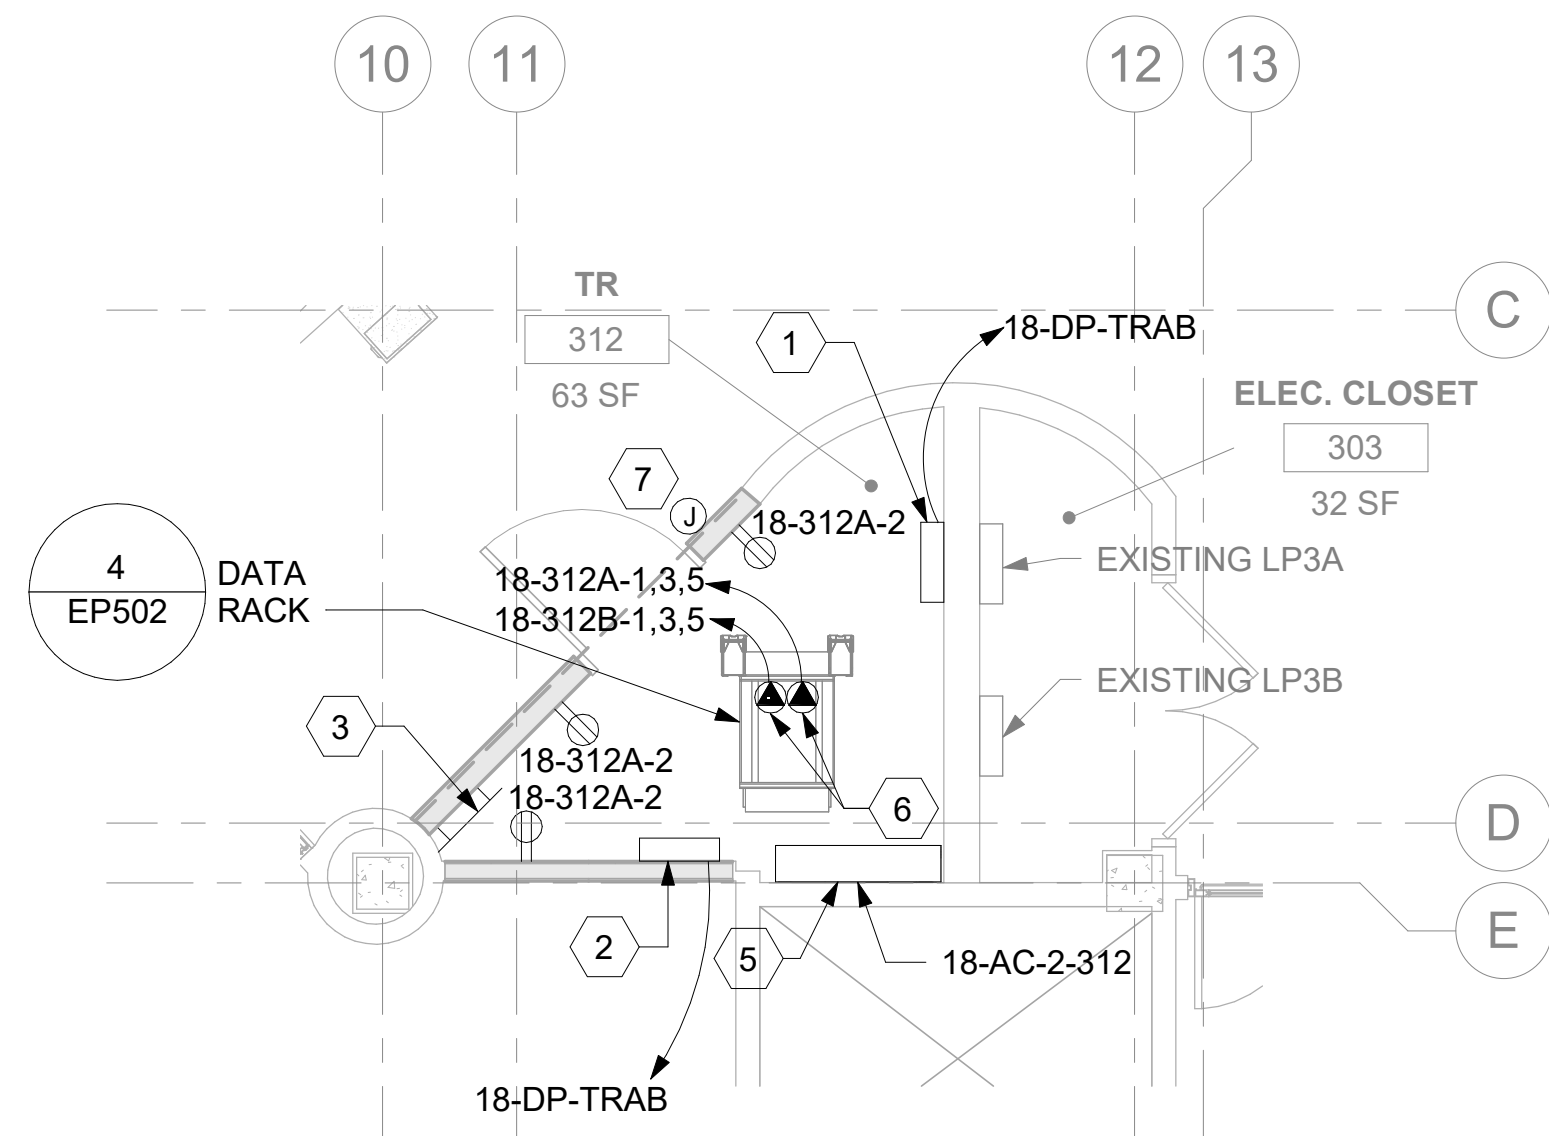 10
11
12
13
C
TR
312
63 SF
1
18-DP-TRAB
ELEC. CLOSET
303
32 SF
7
J
18-312A-2
4
EP502
DATA
RACK
18-312A-1,3,5
18-312B-1,3,5
EXISTING LP3A
EXISTING LP3B
3
18-312A-2
18-312A-2
6
D
2
5
18-AC-2-312
E
18-DP-TRAB